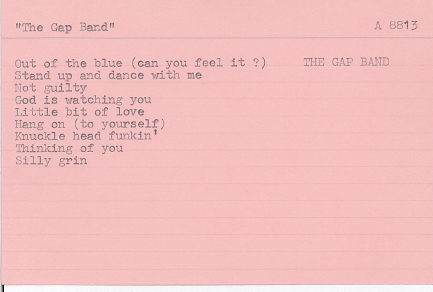 "The Gap Band" A 8813
Out of the blue (can you feel it ?) THE GAP BAND
Stand up and dance with me
Not guilty
God is watching you
Little bit of love
Hang on (to yourself)
Knuckle head funkin'
Thinking of you
Silly grin